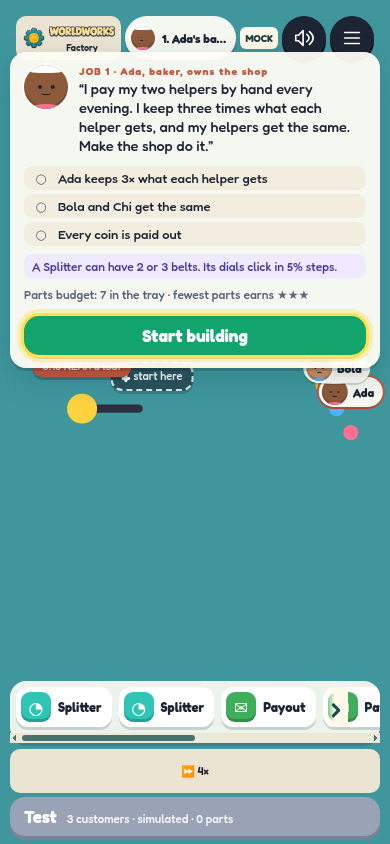 WORLDWORKS
Factory
1. Ada's ba...
MOCK
JOB 1 · Ada, baker, owns the shop
“I pay my two helpers by hand every
evening. I keep three times what each
helper gets, and my helpers get the same.
Make the shop do it.”
Ada keeps 3× what each helper gets
Bola and Chi get the same
Every coin is paid out
A Splitter can have 2 or 3 belts. Its dials click in 5% steps.
Parts budget: 7 in the tray · fewest parts earns ★★★
Start building
start here
Bola
Ada
Splitter
Splitter
Payout
Pa
⏩ 4x
Test 3 customers · simulated · 0 parts